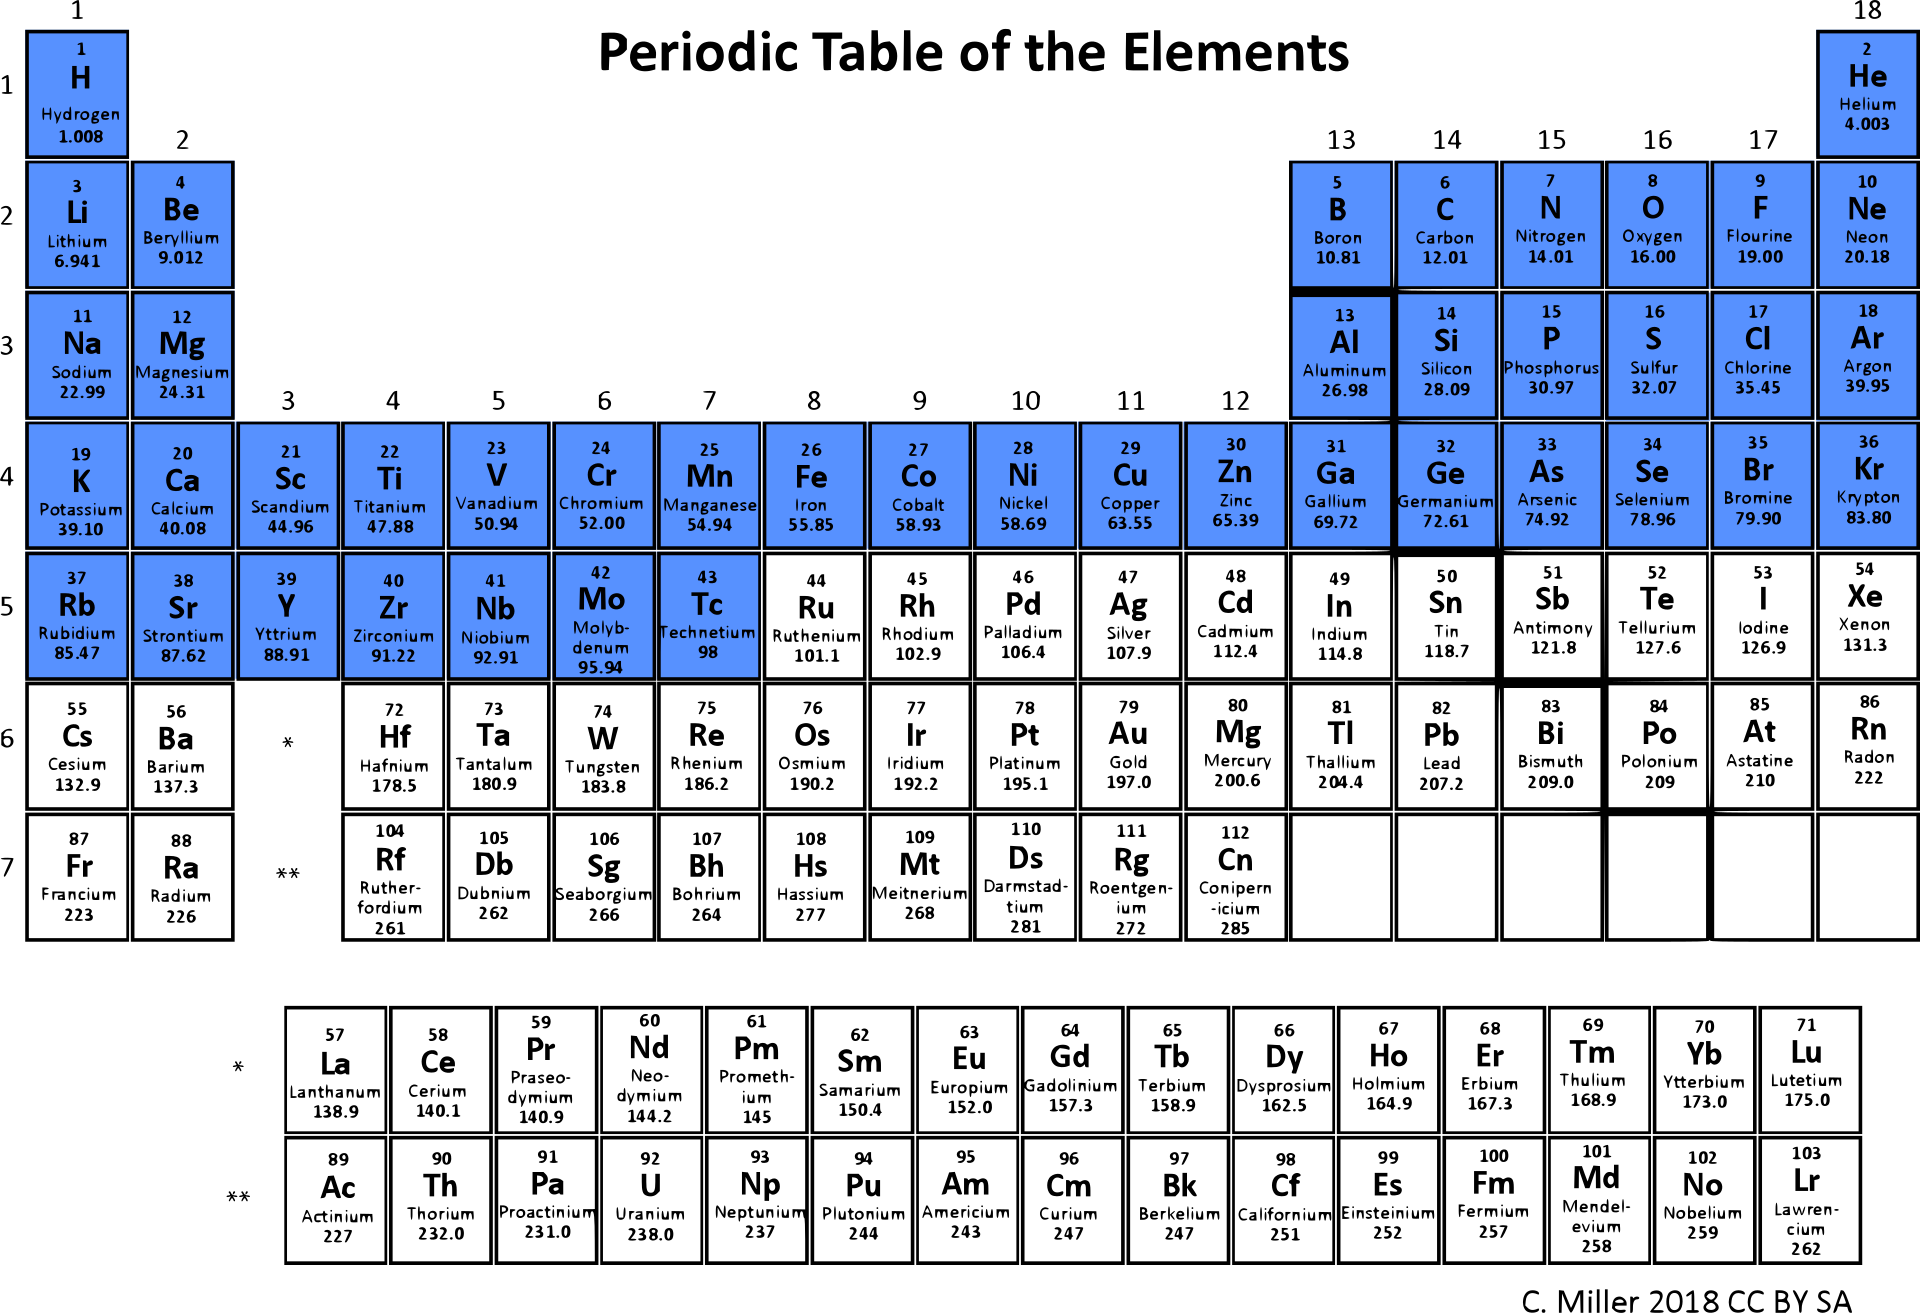 1
18
Periodic Table of the Elements
1
1
H
Hydrogen
1.008
2
He
Helium
4.003
2
13
14
15
16
17
2
3
Li
Lithium
6.941
4
Be
Beryllium
9.012
5
B
Boron
10.81
6
C
Carbon
12.01
7
N
Nitrogen
14.01
8
O
Oxygen
16.00
9
F
Flourine
19.00
10
Ne
Neon
20.18
3
11
Na
Sodium
22.99
12
Mg
Magnesium
24.31
13
Al
Aluminum
26.98
14
Si
Silicon
28.09
15
P
Phosphorus
30.97
16
S
Sulfur
32.07
17
Cl
Chlorine
35.45
18
Ar
Argon
39.95
3
4
5
6
7
8
9
10
11
12
4
19
K
Potassium
39.10
20
Ca
Calcium
40.08
21
Sc
Scandium
44.96
22
Ti
Titanium
47.88
23
V
Vanadium
50.94
24
Cr
Chromium
52.00
25
Mn
Manganese
54.94
26
Fe
Iron
55.85
27
Co
Cobalt
58.93
28
Ni
Nickel
58.69
29
Cu
Copper
63.55
30
Zn
Zinc
65.39
31
Ga
Gallium
69.72
32
Ge
Germanium
72.61
33
As
Arsenic
74.92
34
Se
Selenium
78.96
35
Br
Bromine
79.90
36
Kr
Krypton
83.80
5
37
Rb
Rubidium
85.47
38
Sr
Strontium
87.62
39
Y
Yttrium
88.91
40
Zr
Zirconium
91.22
41
Nb
Niobium
92.91
42
Mo
Molyb-
denum
95.94
43
Tc
Technetium
98
44
Ru
Ruthenium
101.1
45
Rh
Rhodium
102.9
46
Pd
Palladium
106.4
47
Ag
Silver
107.9
48
Cd
Cadmium
112.4
49
In
Indium
114.8
50
Sn
Tin
118.7
51
Sb
Antimony
121.8
52
Te
Tellurium
127.6
53
I
Iodine
126.9
54
Xe
Xenon
131.3
6
55
Cs
Cesium
132.9
56
Ba
Barium
137.3
*
72
Hf
Hafnium
178.5
73
Ta
Tantalum
180.9
74
W
Tungsten
183.8
75
Re
Rhenium
186.2
76
Os
Osmium
190.2
77
Ir
Iridium
192.2
78
Pt
Platinum
195.1
79
Au
Gold
197.0
80
Mg
Mercury
200.6
81
Tl
Thallium
204.4
82
Pb
Lead
207.2
83
Bi
Bismuth
209.0
84
Po
Polonium
209
85
At
Astatine
210
86
Rn
Radon
222
7
87
Fr
Francium
223
88
Ra
Radium
226
**
104
Rf
Ruther-
fordium
261
105
Db
Dubnium
262
106
Sg
Seaborgium
266
107
Bh
Bohrium
264
108
Hs
Hassium
277
109
Mt
Meitnerium
268
110
Ds
Darmstad-
tium
281
111
Rg
Roentgen-
ium
272
112
Cn
Conipern
-icium
285
*
57
La
Lanthanum
138.9
58
Ce
Cerium
140.1
59
Pr
Praseo-
dymium
140.9
60
Nd
Neo-
dymium
144.2
61
Pm
Prometh-
ium
145
62
Sm
Samarium
150.4
63
Eu
Europium
152.0
64
Gd
Gadolinium
157.3
65
Tb
Terbium
158.9
66
Dy
Dysprosium
162.5
67
Ho
Holmium
164.9
68
Er
Erbium
167.3
69
Tm
Thulium
168.9
70
Yb
Ytterbium
173.0
71
Lu
Lutetium
175.0
**
89
Ac
Actinium
227
90
Th
Thorium
232.0
91
Pa
Proactinium
231.0
92
U
Uranium
238.0
93
Np
Neptunium
237
94
Pu
Plutonium
244
95
Am
Americium
243
96
Cm
Curium
247
97
Bk
Berkelium
247
98
Cf
Californium
251
99
Es
Einsteinium
252
100
Fm
Fermium
257
101
Md
Mendel-
evium
258
102
No
Nobelium
259
103
Lr
Lawren-
cium
262
C. Miller 2018 CC BY SA